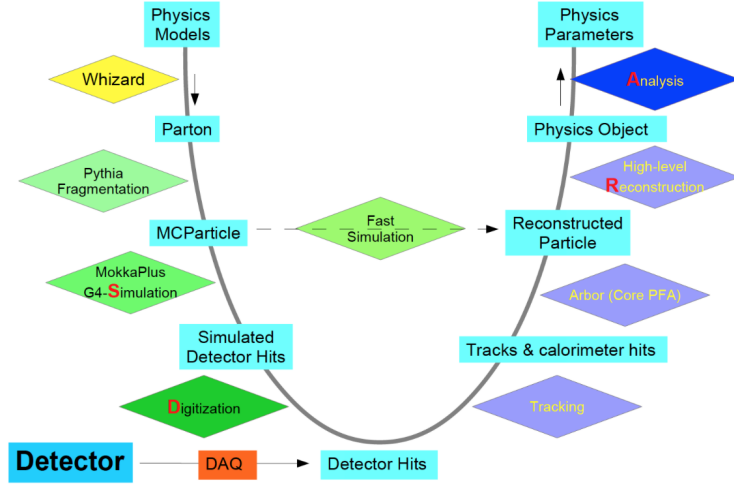 Physics
Models
Physics
Parameters
Whizard
Analysis
Parton
Physics Object
Pythia
Fragmentation
High-level
Reconstruction
MCParticle
Fast
Simulation
Reconstructed
Particle
MokkaPlus
G4-Simulation
Arbor (Core PFA)
Simulated
Detector Hits
Tracks & calorimeter hits
Digitization
Tracking
Detector
DAQ
Detector Hits